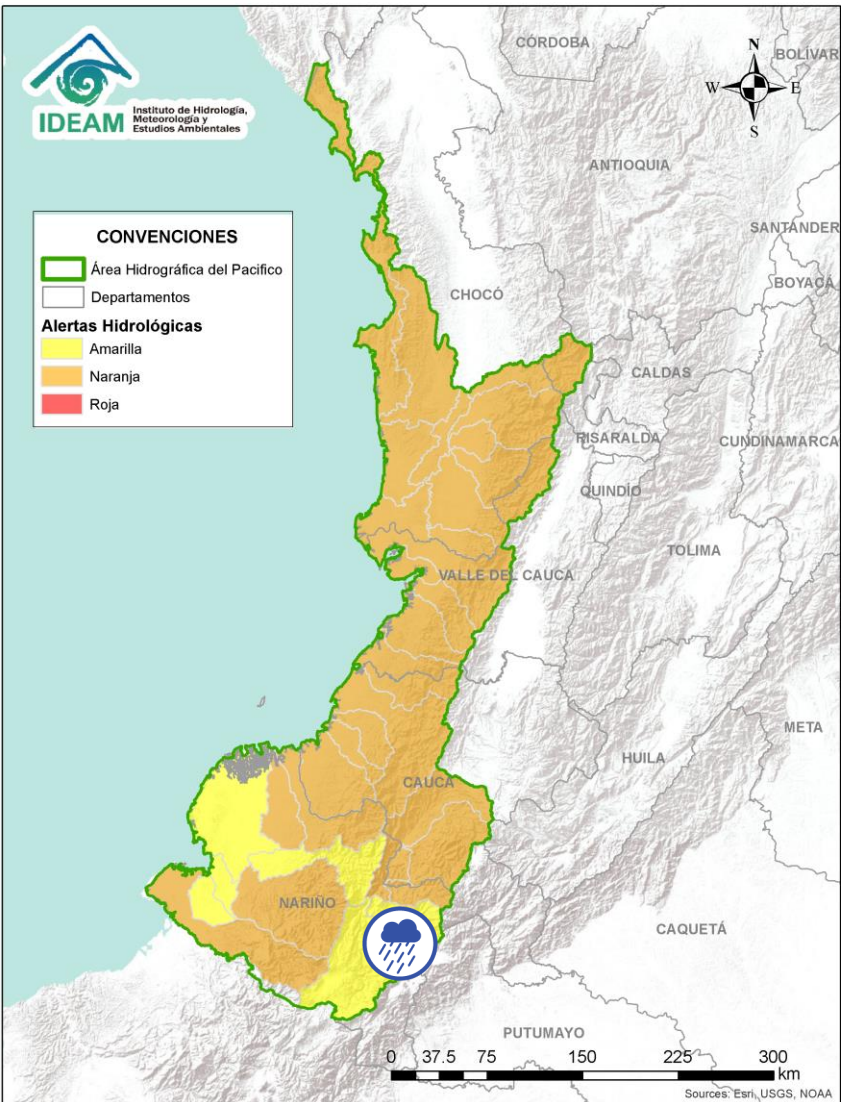 IDEAM
Instituto de Hidrología,
Meteorología y
Estudios Ambientales
CONVENCIONES
Área Hidrográfica del Pacifico
Departamentos
Alertas Hidrológicas
Amarilla
Naranja
Roja
N
W
E
S
CÓRDOBA
BOLIVAR
ANTIOQUIA
SANTANDER
BOYACÁ
CHOCÓ
CALDAS
RISARALDA
CUNDINAMARCA
QUINDÍO
TOLIMA
VALLE DEL CAUCA
META
HUILA
CAUCA
NARIÑO
CAQUETÁ
PUTUMAYO
0 37.5 75 150 225 300
km
Sources: Esri, USGS, NOAA